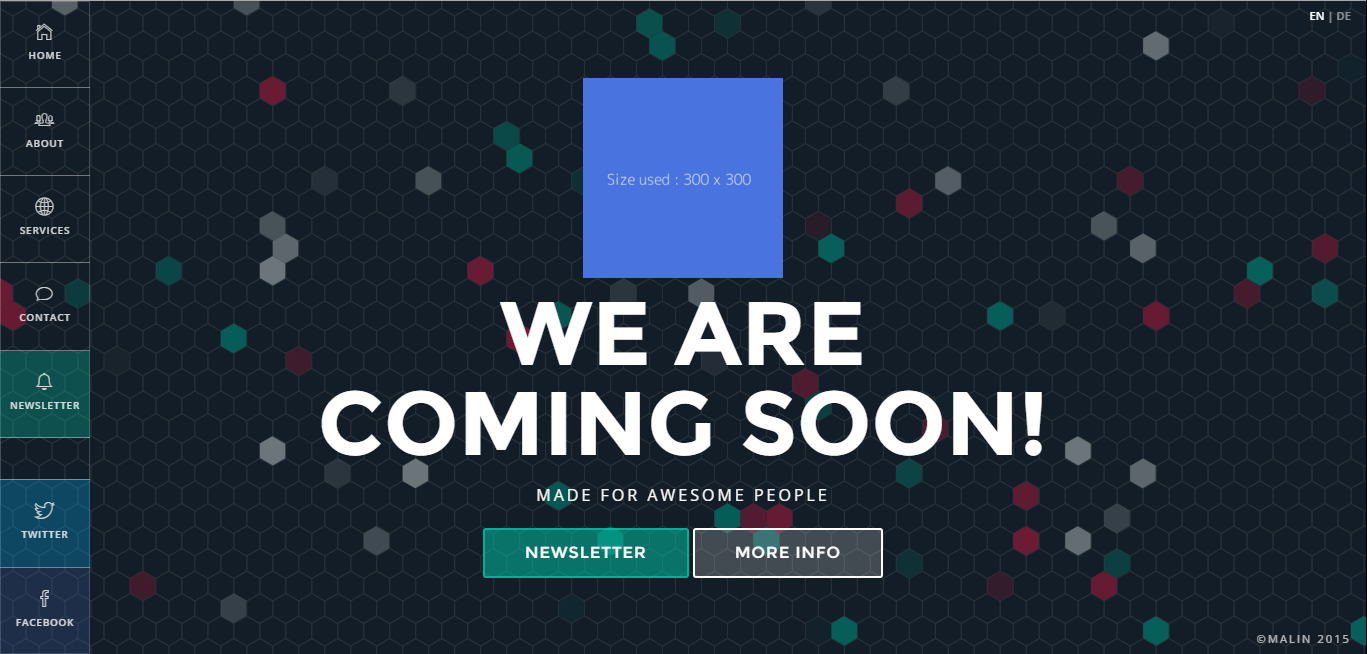 HOME
ABOUT
SERVICES
CONTACT
NEWSLETTER
TWITTER
FACEBOOK
EN | DE
Size used : 300 x 300
WE ARE
COMING SOON!
MADE FOR AWESOME PEOPLE
NEWSLETTER
MORE INFO
©MALIN 2015